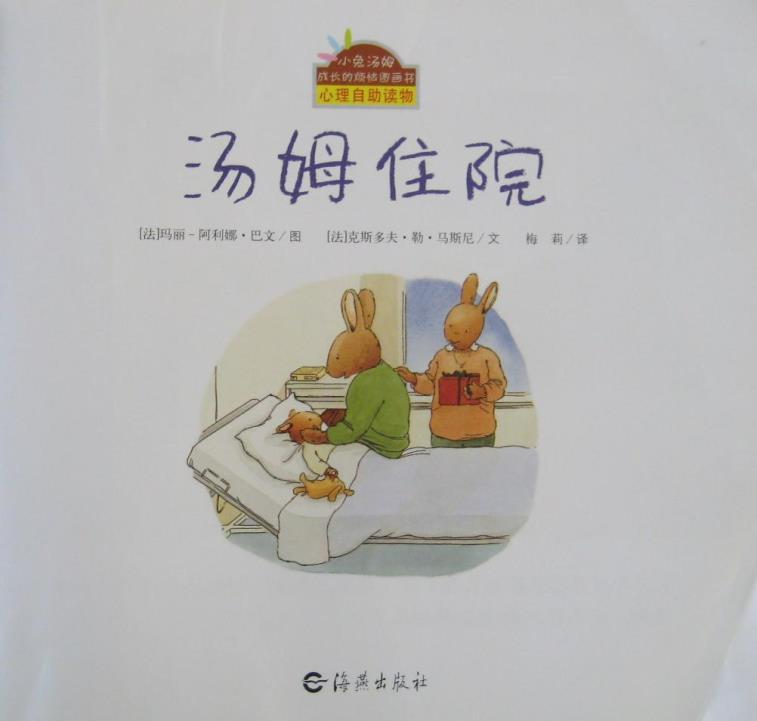 小兔汤姆
成长的烦恼图画书
心理自助读物
汤姆住院
[法]玛丽-阿利娜·巴文／图 [法]克斯多夫·勒·马斯尼／文 梅 莉／译
海燕出版社